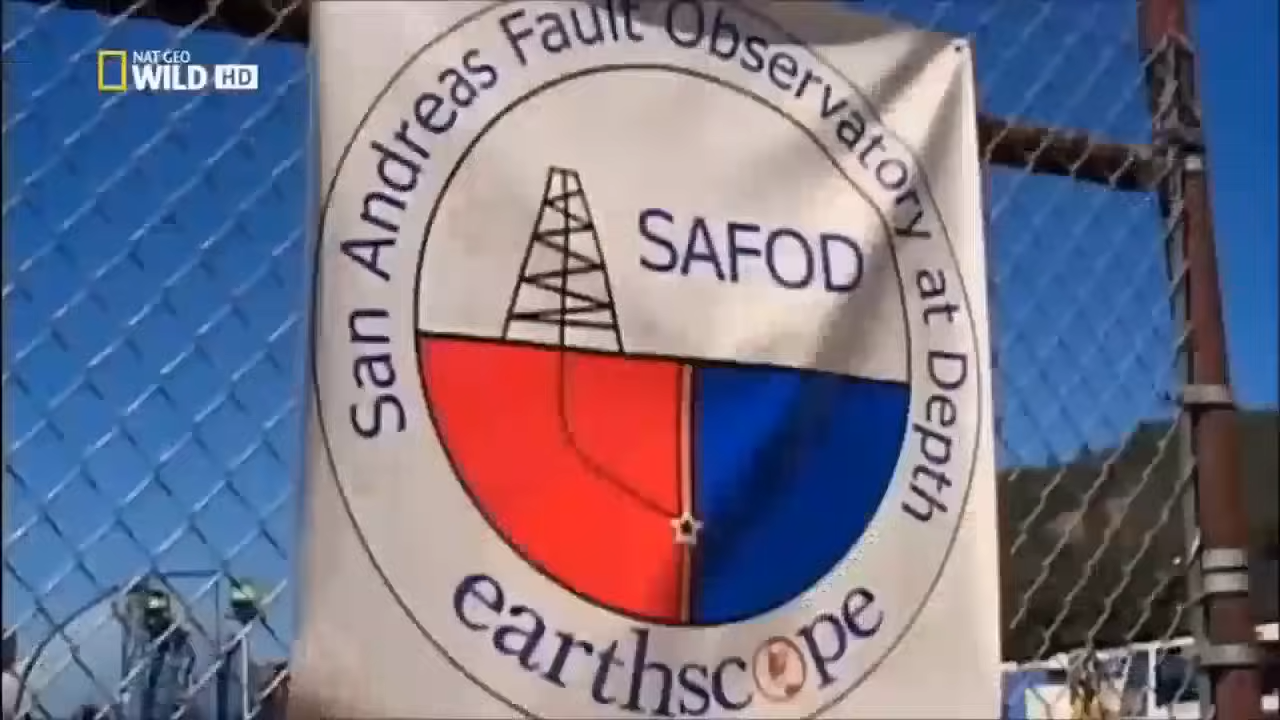 NAT GEO
WILD HD
San Andreas Fault Observatory at Depth
SAFOD
earthscope